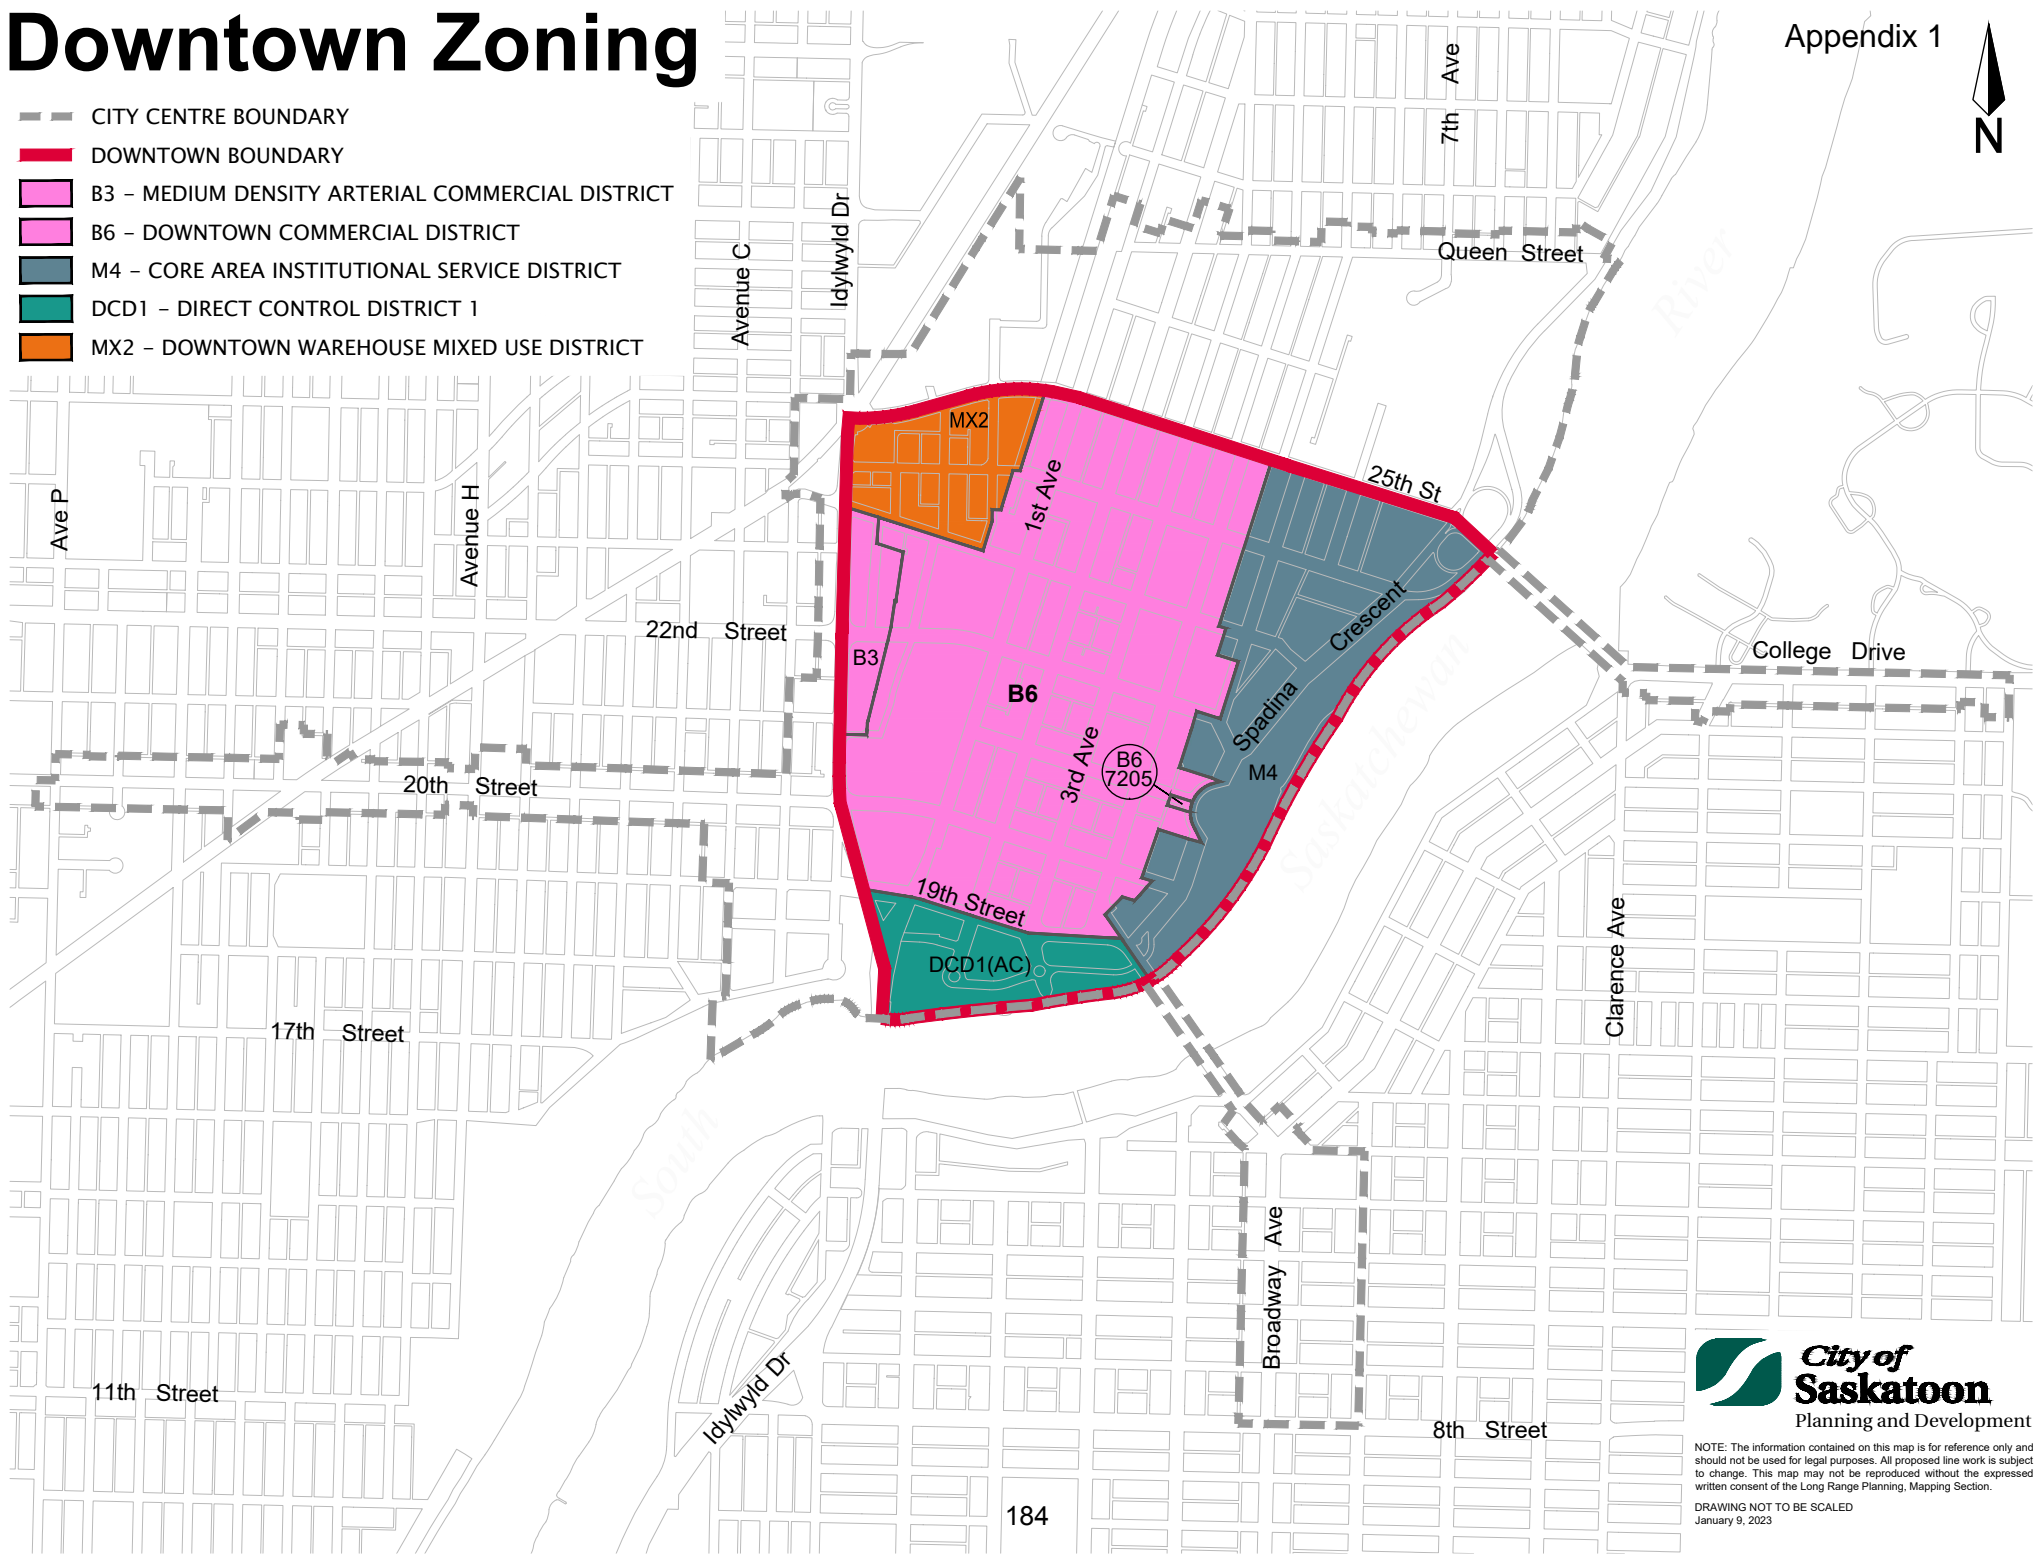 Downtown Zoning
Appendix 1
N
CITY CENTRE BOUNDARY
DOWNTOWN BOUNDARY
B3 – MEDIUM DENSITY ARTERIAL COMMERCIAL DISTRICT
B6 – DOWNTOWN COMMERCIAL DISTRICT
M4 – CORE AREA INSTITUTIONAL SERVICE DISTRICT
DCD1 – DIRECT CONTROL DISTRICT 1
MX2 – DOWNTOWN WAREHOUSE MIXED USE DISTRICT
7th Ave
Idylwyld Dr
Avenue C
Queen Street
River
MX2
25th St
1st Ave
Ave P
Avenue H
Crescent
22nd Street
B3
College Drive
B6
Spadina
Saskatchewan
3rd Ave
B6
7205
M4
20th Street
19th Street
DCD1(AC)
Clarence Ave
17th Street
South
Broadway Ave
Idylwyld Dr
11th Street
8th Street
184
City of
Saskatoon
Planning and Development
NOTE: The information contained on this map is for reference only and
should not be used for legal purposes. All proposed line work is subject
to change. This map may not be reproduced without the expressed
written consent of the Long Range Planning, Mapping Section.
DRAWING NOT TO BE SCALED
January 9, 2023